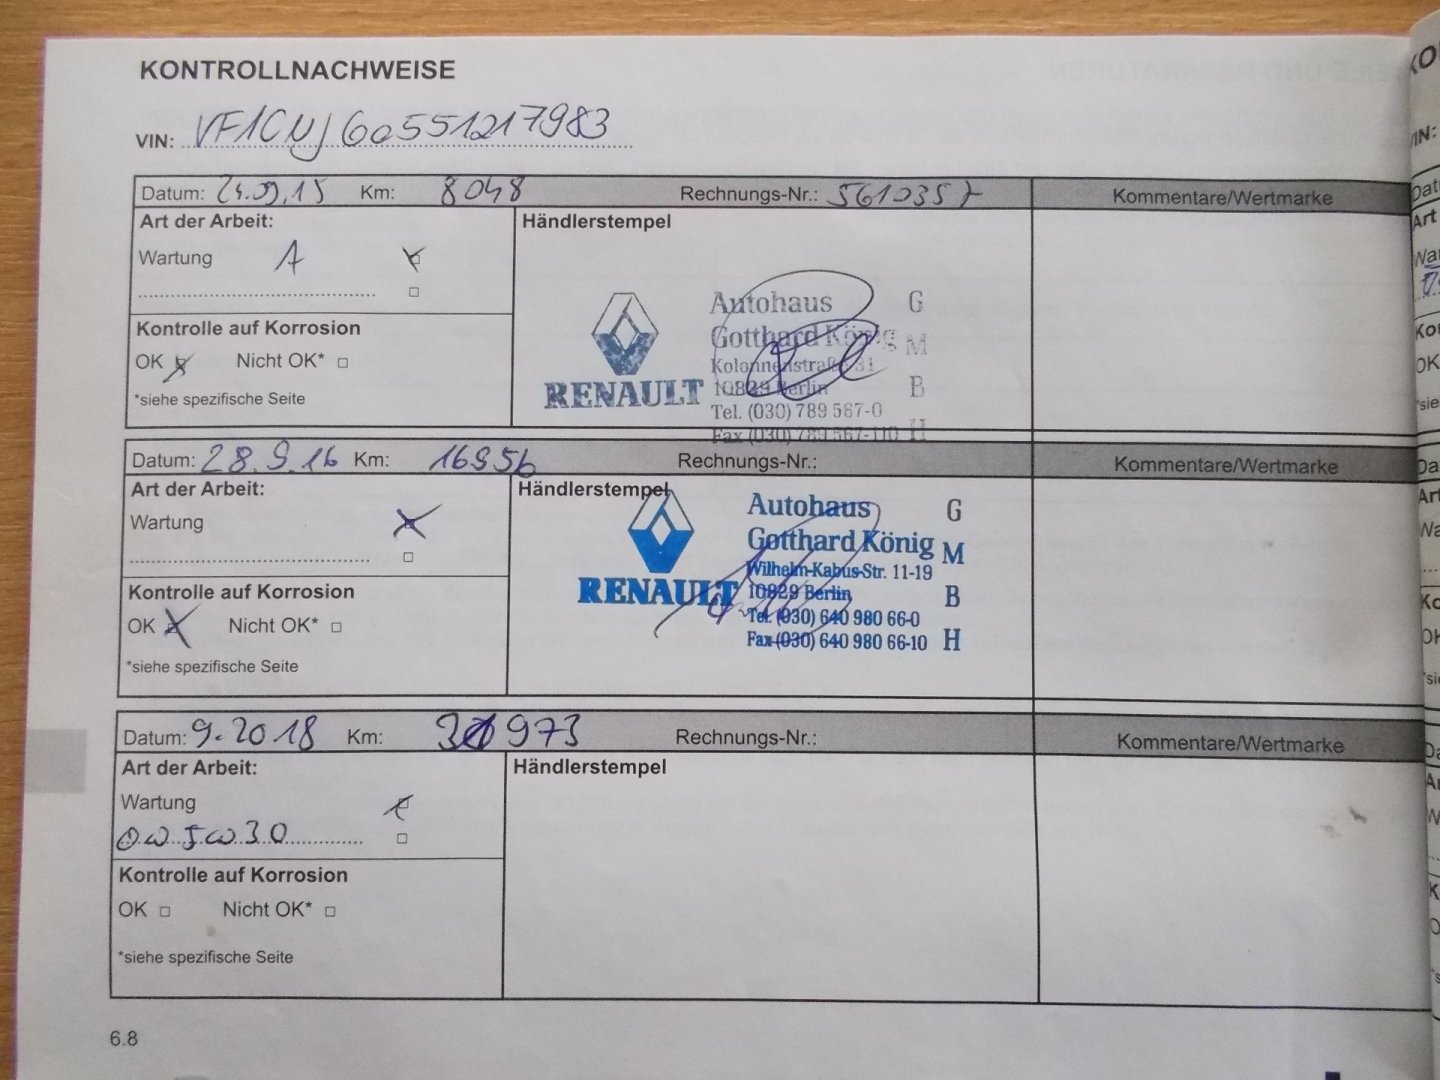 KONTROLLNACHWEISE
VIN: VF1CNJ60551217983
Datum: 09.15 Km: 8048 Rechnungs-Nr.: 5610357 Kommentare/Wertmarke
Art der Arbeit: Händlerstempel
Wartung A
Autohaus G
Gotthard König M
Kolonnenstraße 31
RENAULT 10829 Berlin B
Tel. (030) 789 567-0
Fax (030) 789 567-110 H
Kontrolle auf Korrosion
OK Nicht OK*
*siehe spezifische Seite
Datum: 28.9.16 Km: 16956 Rechnungs-Nr.: Kommentare/Wertmarke
Art der Arbeit: Händlerstempel
Wartung
Autohaus G
Gotthard König M
Wilhelm-Kabus-Str. 11-19
RENAULT 10829 Berlin B
Tel. (030) 640 980 66-0
Fax (030) 640 980 66-10 H
Kontrolle auf Korrosion
OK Nicht OK*
*siehe spezifische Seite
Datum: 9.2018 Km: Rechnungs-Nr.: Kommentare/Wertmarke
Art der Arbeit: Händlerstempel
Wartung
5w30
Kontrolle auf Korrosion
OK Nicht OK*
*siehe spezifische Seite
6.8